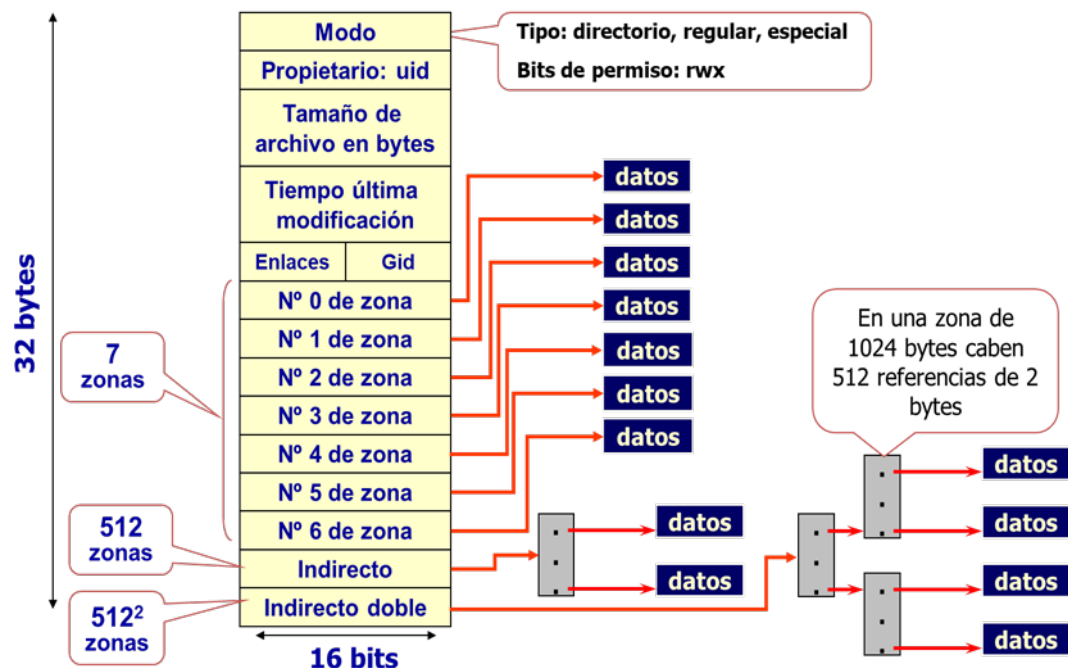 Modo
Tipo: directorio, regular, especial
Bits de permiso: rwx
Propietario: uid
Tamaño de
archivo en bytes
Tiempo última
modificación
Enlaces
Gid
32 bytes
7
zonas
Nº 0 de zona
Nº 1 de zona
Nº 2 de zona
Nº 3 de zona
Nº 4 de zona
Nº 5 de zona
Nº 6 de zona
512
zonas
Indirecto
512²
zonas
Indirecto doble
16 bits
datos
datos
datos
datos
datos
datos
datos
datos
datos
En una zona de
1024 bytes caben
512 referencias de 2
bytes
datos
datos
datos
datos